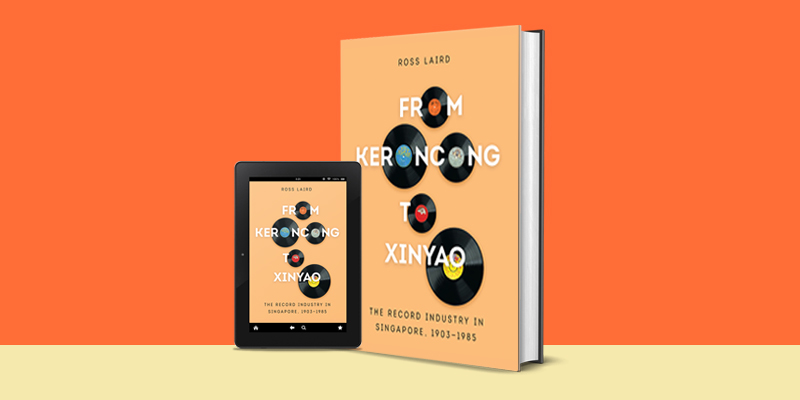 ROSS LAIRD
FROM
KERONCONG
TO
XINYAO
THE RECORD INDUSTRY IN
SINGAPORE, 1903–1985
ROSS LAIRD
FROM
KERONCONG
TO
XINYAO
THE RECORD INDUSTRY IN
SINGAPORE, 1903–1985